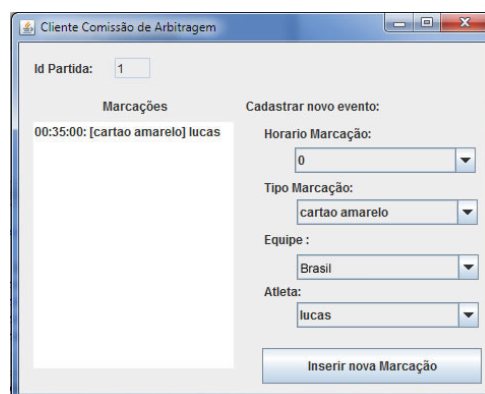 Cliente Comissão de Arbitragem
Id Partida: 1
Marcações
00:35:00: [cartao amarelo] lucas
Cadastrar novo evento:
Horario Marcação:
0
Tipo Marcação:
cartao amarelo
Equipe :
Brasil
Atleta:
lucas
Inserir nova Marcação